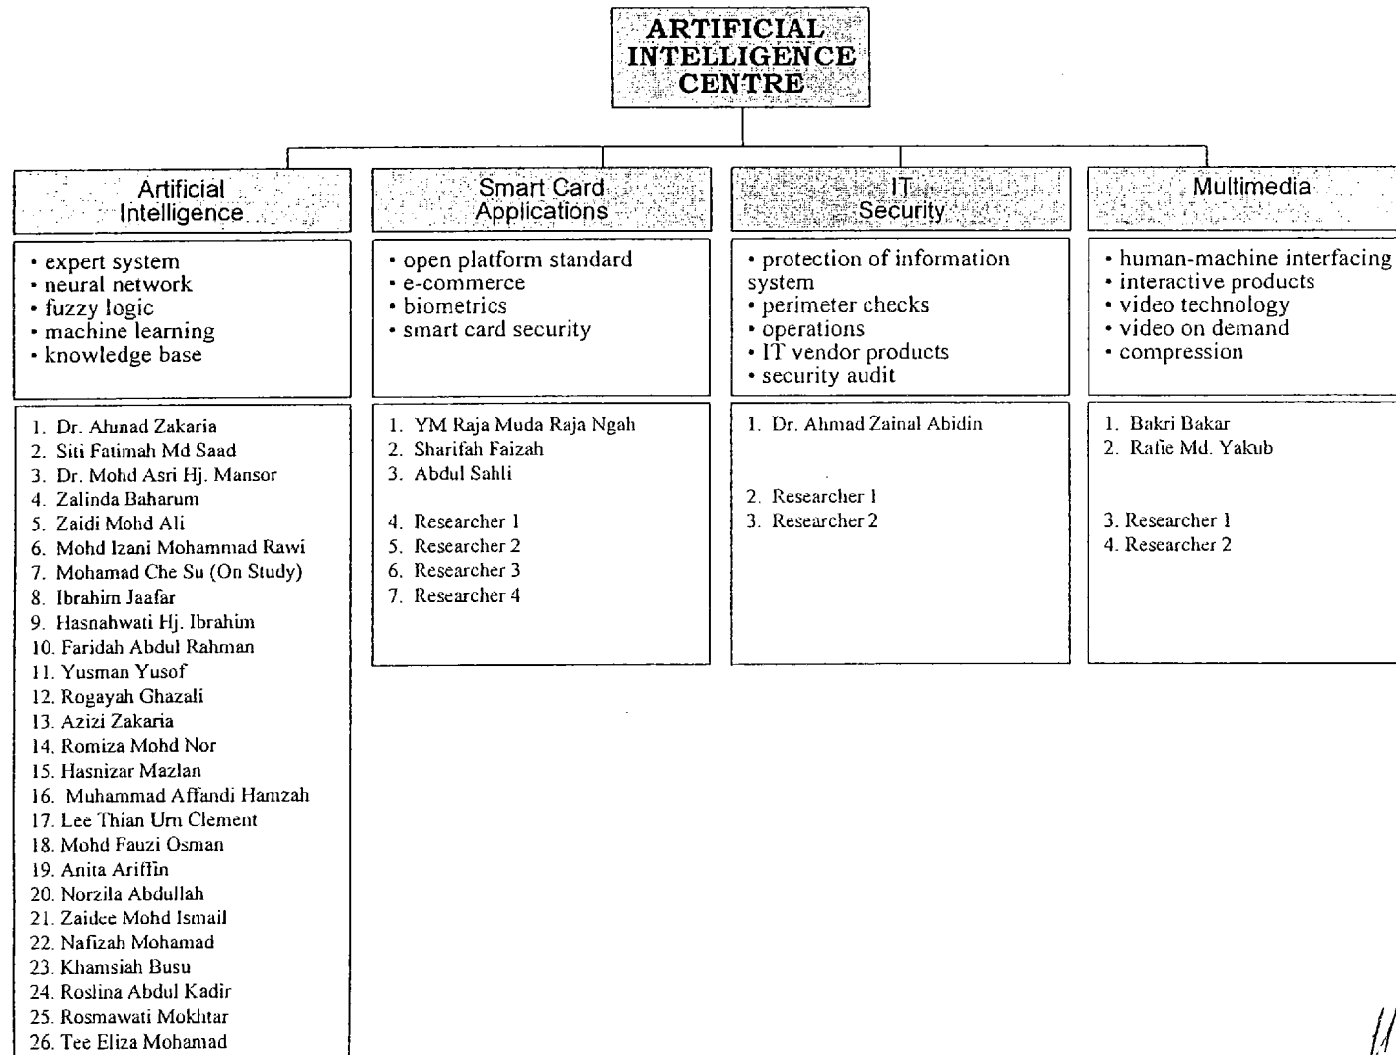 ARTIFICIAL
INTELLIGENCE
CENTRE
Artificial
Intelligence
• expert system
• neural network
• fuzzy logic
• machine learning
• knowledge base
1. Dr. Ahmad Zakaria
2. Siti Fatimah Md Saad
3. Dr. Mohd Asri Hj. Mansor
4. Zalinda Baharum
5. Zaidi Mohd Ali
6. Mohd Izani Mohammad Rawi
7. Mohamad Che Su (On Study)
8. Ibrahim Jaafar
9. Hasnahwati Hj. Ibrahim
10. Faridah Abdul Rahman
11. Yusman Yusof
12. Rogayah Ghazali
13. Azizi Zakaria
14. Romiza Mohd Nor
15. Hasnizar Mazlan
16. Muhammad Affandi Hamzah
17. Lee Thian Urn Clement
18. Mohd Fauzi Osman
19. Anita Ariffin
20. Norzila Abdullah
21. Zaidee Mohd Ismail
22. Nafizah Mohamad
23. Khamsiah Busu
24. Roslina Abdul Kadir
25. Rosmawati Mokhtar
26. Tee Eliza Mohamad
Smart Card
Applications
• open platform standard
• e-commerce
• biometrics
• smart card security
1. YM Raja Muda Raja Ngah
2. Sharifah Faizah
3. Abdul Sahli
4. Researcher 1
5. Researcher 2
6. Researcher 3
7. Researcher 4
IT
Security
• protection of information
system
• perimeter checks
• operations
• IT vendor products
• security audit
1. Dr. Ahmad Zainal Abidin
2. Researcher 1
3. Researcher 2
Multimedia
• human-machine interfacing
• interactive products
• video technology
• video on demand
• compression
1. Bakri Bakar
2. Rafie Md. Yakub
3. Researcher 1
4. Researcher 2